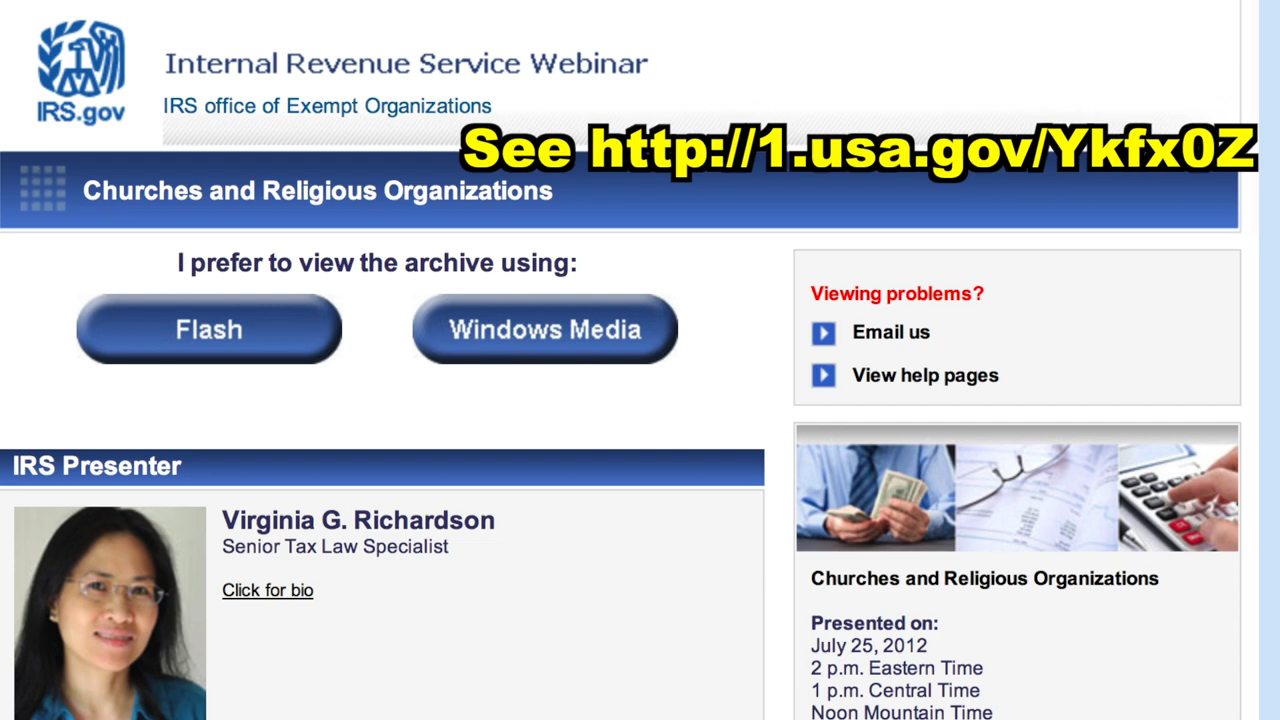 IRS.gov
Internal Revenue Service Webinar
IRS office of Exempt Organizations
See http://1.usa.gov/Ykfx0Z
Churches and Religious Organizations
I prefer to view the archive using:
Flash
Windows Media
Viewing problems?
Email us
View help pages
IRS Presenter
Virginia G. Richardson
Senior Tax Law Specialist
Click for bio
Churches and Religious Organizations
Presented on:
July 25, 2012
2 p.m. Eastern Time
1 p.m. Central Time
Noon Mountain Time